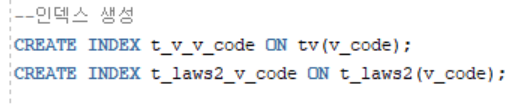 --인덱스 생성
CREATE INDEX t_v_v_code ON tv(v_code);
CREATE INDEX t_laws2_v_code ON t_laws2(v_code);